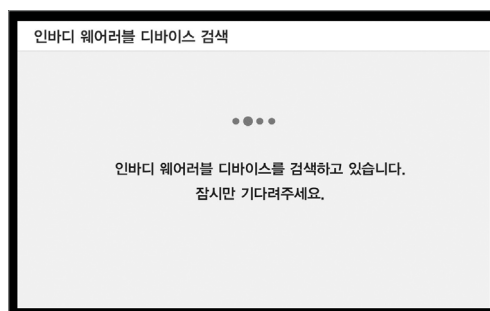 인바디 웨어러블 디바이스 검색
인바디 웨어러블 디바이스를 검색하고 있습니다.
잠시만 기다려주세요.